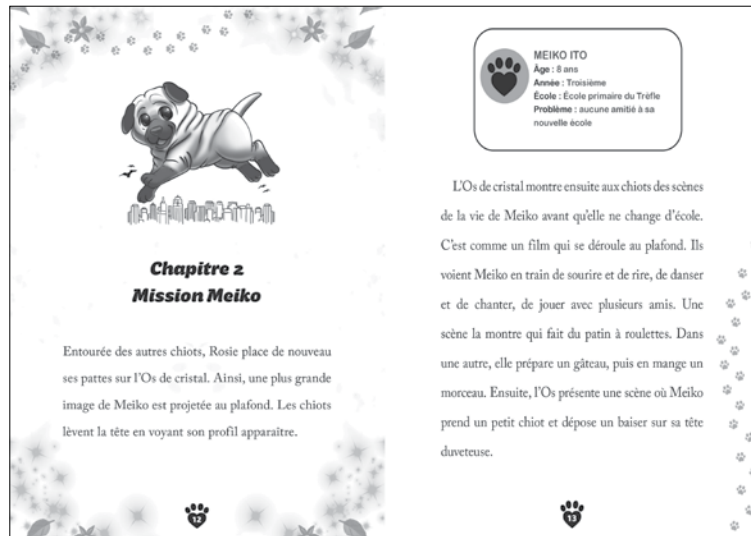 Chapitre 2
Mission Meiko
Entourée des autres chiots, Rosie place de nouveau
ses pattes sur l'Os de cristal. Ainsi, une plus grande
image de Meiko est projetée au plafond. Les chiots
lèvent la tête en voyant son profil apparaître.
12
MEIKO ITO
Âge : 8 ans
Année : Troisième
École : École primaire du Trèfle
Problème : aucune amitié à sa
nouvelle école
L'Os de cristal montre ensuite aux chiots des scènes
de la vie de Meiko avant qu'elle ne change d'école.
C'est comme un film qui se déroule au plafond. Ils
voient Meiko en train de sourire et de rire, de danser
et de chanter, de jouer avec plusieurs amis. Une
scène la montre qui fait du patin à roulettes. Dans
une autre, elle prépare un gâteau, puis en mange un
morceau. Ensuite, l'Os présente une scène où Meiko
prend un petit chiot et dépose un baiser sur sa tête
duveteuse.
13